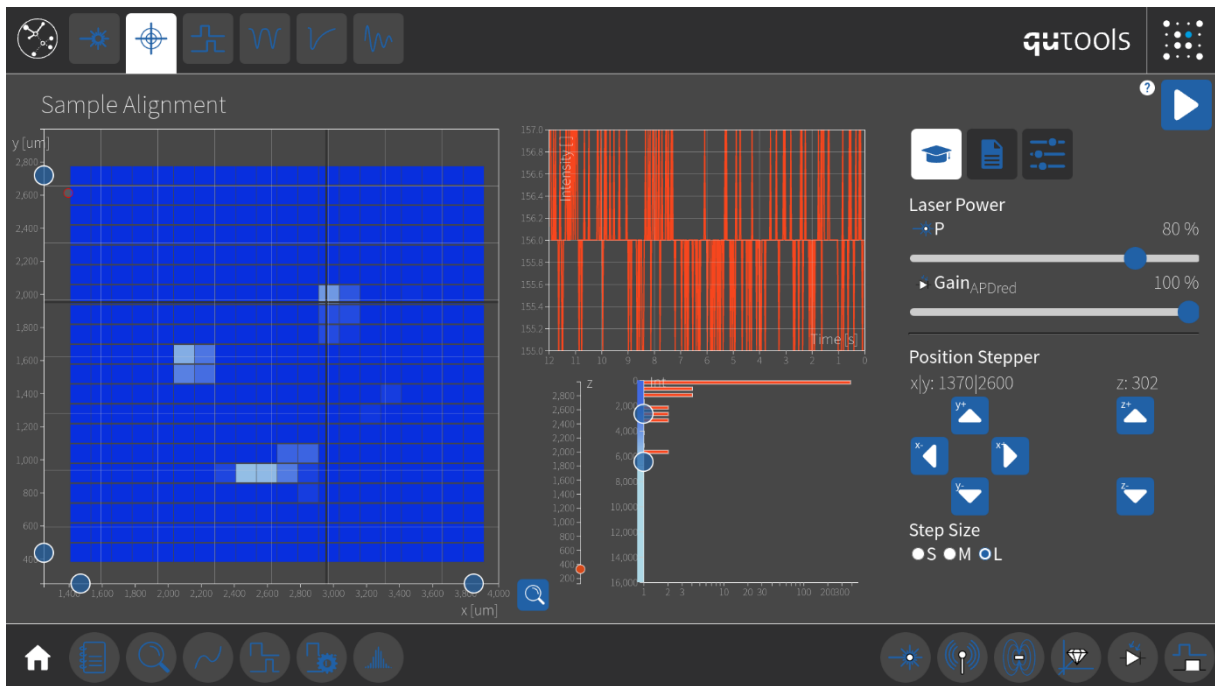 qutools
Sample Alignment
?
y [um]
2,800
2,600
2,400
2,200
2,000
1,800
1,600
1,400
1,200
1,000
800
600
400
1,400 1,600 1,800 2,000 2,200 2,400 2,600 2,800 3,000 3,200 3,400 3,600 3,800 4,000
x [um]
Intensity [ ]
157.0
156.8
156.6
156.4
156.2
156.0
155.8
155.6
155.4
155.2
155.0
Time [s]
12 11 10 9 8 7 6 5 4 3 2 1 0
z
2,800
2,600
2,400
2,200
2,000
1,800
1,600
1,400
1,200
1,000
800
600
400
200
Int
0
2,000
4,000
6,000
8,000
10,000
12,000
14,000
16,000
1 2 3 10 20 30 100 200 300
Laser Power
P 80 %
GainAPDred 100 %
Position Stepper
x|y: 1370|2600 z: 302
y+ z+
x- x+
y- z-
Step Size
S M L